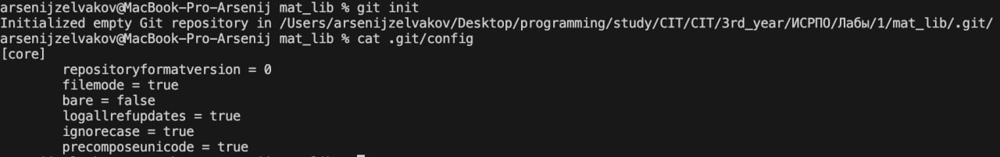 arsenijzelvakov@MacBook-Pro-Arsenij mat_lib % git init
Initialized empty Git repository in /Users/arsenijzelvakov/Desktop/programming/study/CIT/CIT/3rd_year/ИСРПО/Лабы/1/mat_lib/.git/
arsenijzelvakov@MacBook-Pro-Arsenij mat_lib % cat .git/config
[core]
        repositoryformatversion = 0
        filemode = true
        bare = false
        logallrefupdates = true
        ignorecase = true
        precomposeunicode = true